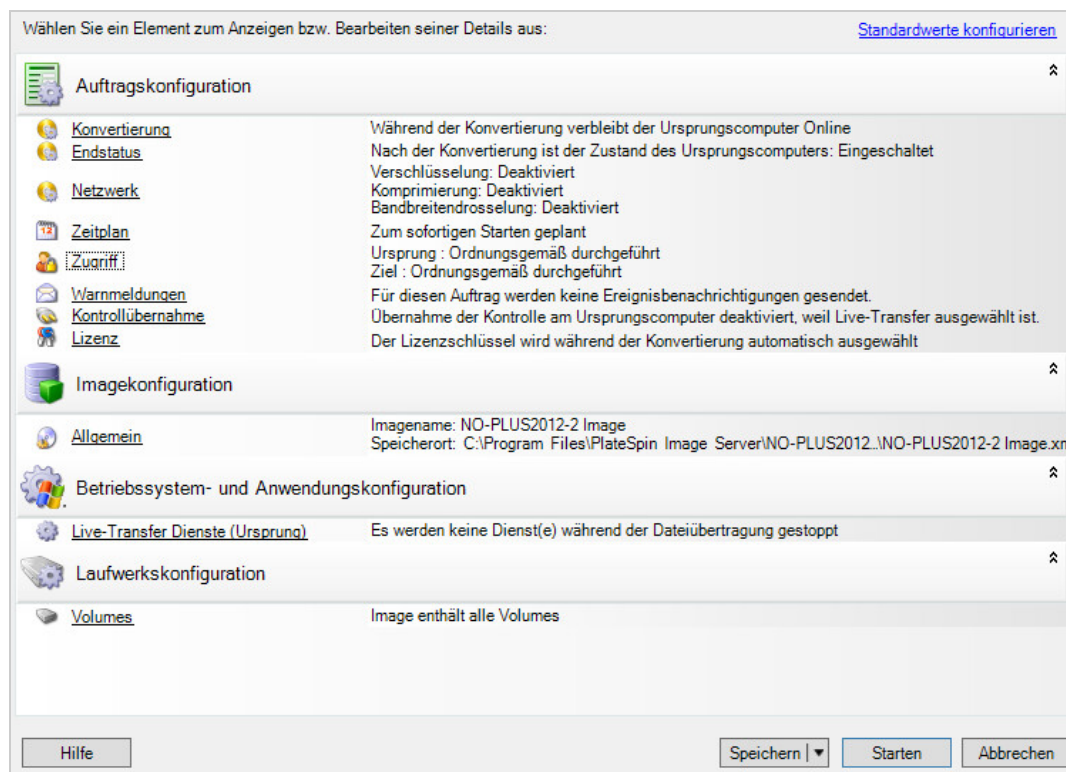 Wählen Sie ein Element zum Anzeigen bzw. Bearbeiten seiner Details aus: Standardwerte konfigurieren
Auftragskonfiguration
Konvertierung Während der Konvertierung verbleibt der Ursprungscomputer Online
Endstatus Nach der Konvertierung ist der Zustand des Ursprungscomputers: Eingeschaltet
Verschlüsselung: Deaktiviert
Netzwerk Komprimierung: Deaktiviert
Bandbreitendrosselung: Deaktiviert
12
Zeitplan Zum sofortigen Starten geplant
Ursprung : Ordnungsgemäß durchgeführt
Zugriff
Ziel : Ordnungsgemäß durchgeführt
Warnmeldungen Für diesen Auftrag werden keine Ereignisbenachrichtigungen gesendet.
Kontrollübernahme Übernahme der Kontrolle am Ursprungscomputer deaktiviert, weil Live-Transfer ausgewählt ist.
Lizenz Der Lizenzschlüssel wird während der Konvertierung automatisch ausgewählt
Imagekonfiguration
Imagename: NO-PLUS2012-2 Image
Allgemein
Speicherort: C:\Program Files\PlateSpin Image Server\NO-PLUS2012..\NO-PLUS2012-2 Image.xm
Betriebssystem- und Anwendungskonfiguration
Live-Transfer Dienste (Ursprung) Es werden keine Dienst(e) während der Dateiübertragung gestoppt
Laufwerkskonfiguration
Volumes Image enthält alle Volumes
Hilfe Speichern Starten Abbrechen